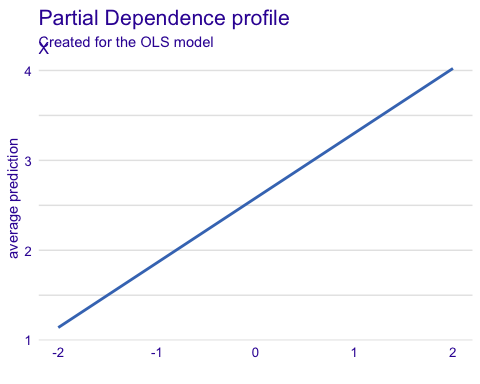 Partial Dependence profile
Created for the OLS model
X
4
3
2
1
average prediction
-2 -1 0 1 2